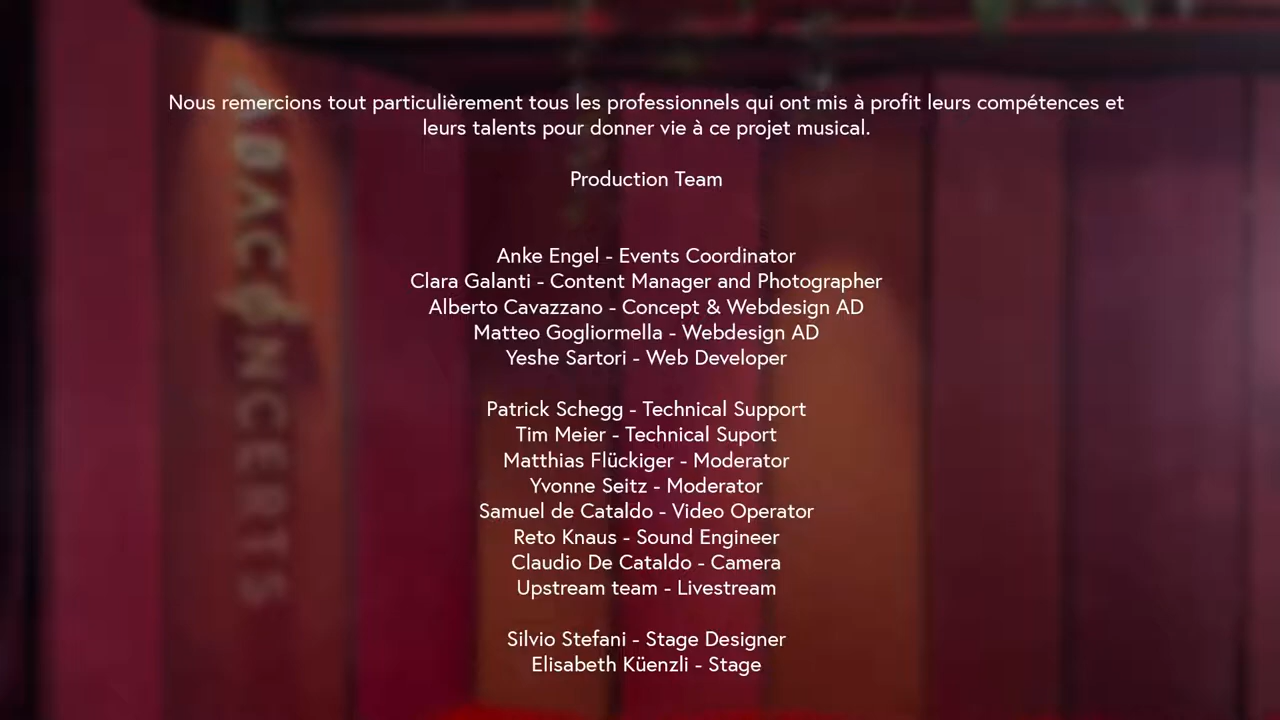 Nous remercions tout particulièrement tous les professionnels qui ont mis à profit leurs compétences et
leurs talents pour donner vie à ce projet musical.
Production Team
Anke Engel - Events Coordinator
Clara Galanti - Content Manager and Photographer
Alberto Cavazzano - Concept & Webdesign AD
Matteo Gogliormella - Webdesign AD
Yeshe Sartori - Web Developer
Patrick Schegg - Technical Support
Tim Meier - Technical Suport
Matthias Flückiger - Moderator
Yvonne Seitz - Moderator
Samuel de Cataldo - Video Operator
Reto Knaus - Sound Engineer
Claudio De Cataldo - Camera
Upstream team - Livestream
Silvio Stefani - Stage Designer
Elisabeth Küenzli - Stage
ADACONCERTS